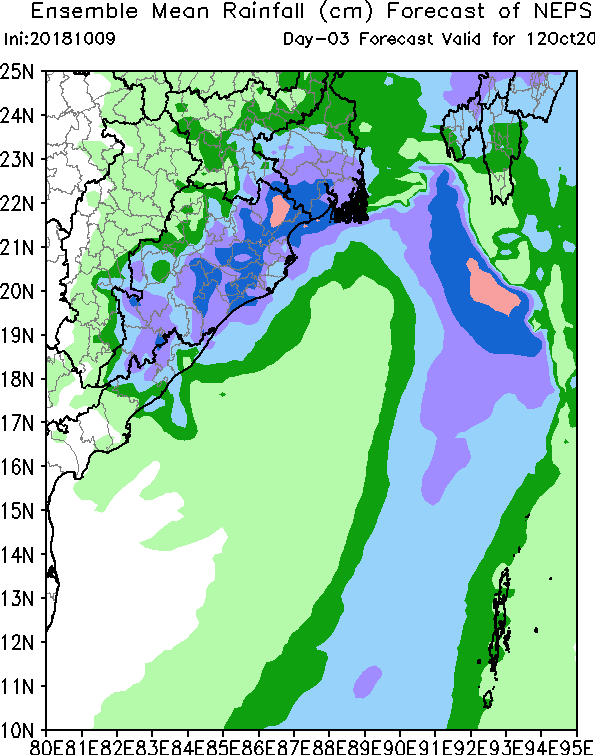 Ensemble Mean Rainfall (cm) Forecast of NEPS
Ini:20181009 Day-03 Forecast Valid for 12Oct20
25N
24N
23N
22N
21N
20N
19N
18N
17N
16N
15N
14N
13N
12N
11N
10N
80E81E82E83E84E85E86E87E88E89E90E91E92E93E94E95E